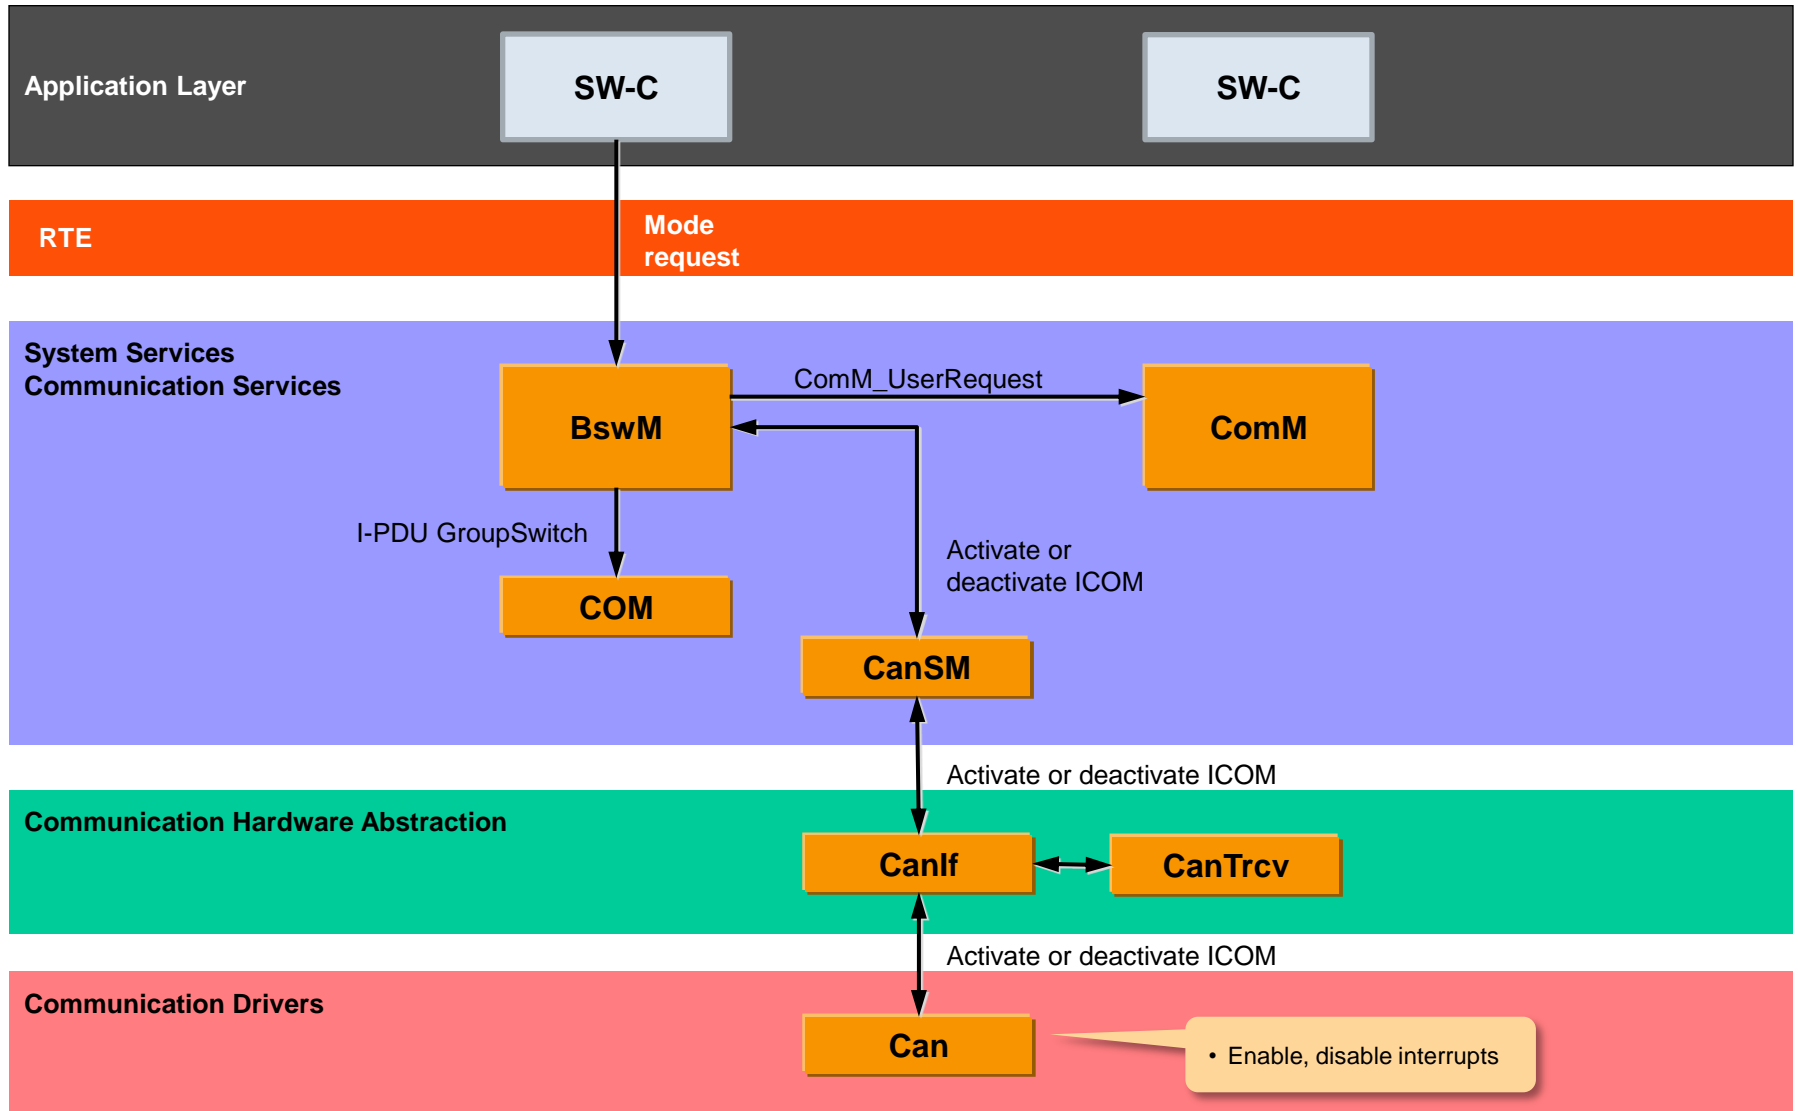 Application Layer
SW-C
SW-C
RTE
Mode
request
System Services
Communication Services
BswM
ComM_UserRequest
ComM
I-PDU GroupSwitch
COM
Activate or
deactivate ICOM
CanSM
Activate or deactivate ICOM
Communication Hardware Abstraction
CanIf
CanTrcv
Activate or deactivate ICOM
Communication Drivers
Can
• Enable, disable interrupts